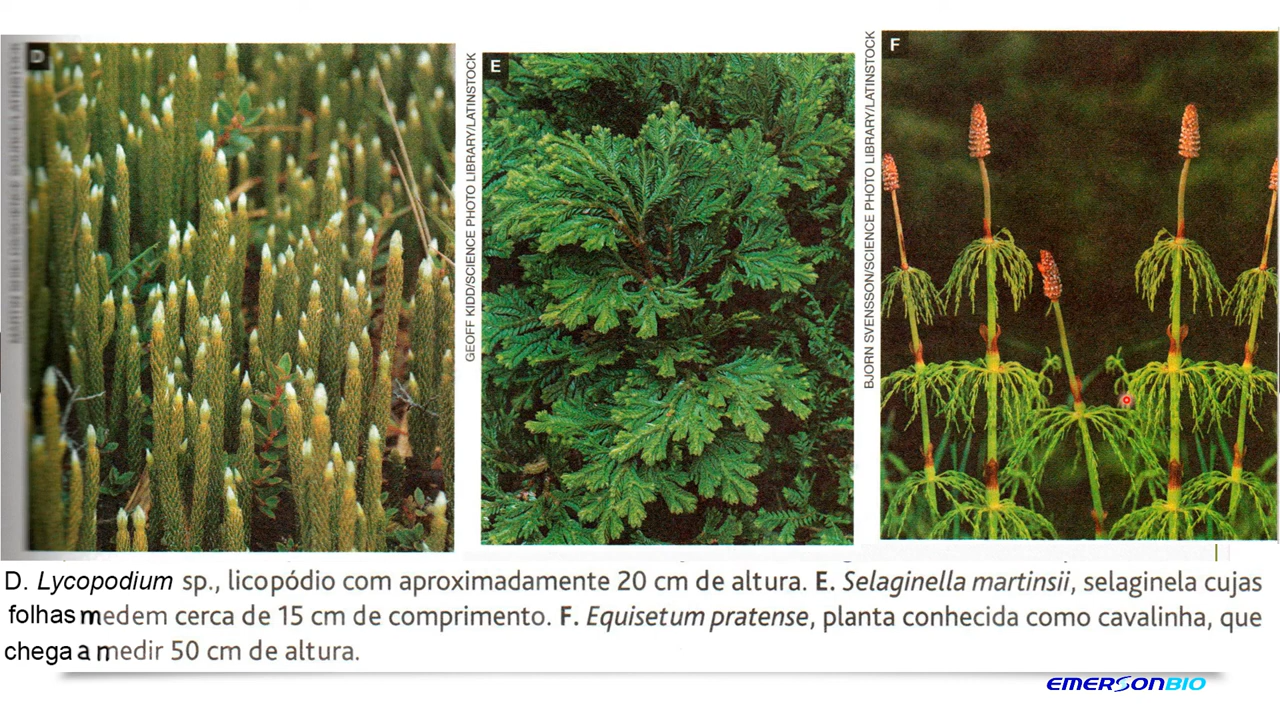 D
E
F
GEOFF KIDD/SCIENCE PHOTO LIBRARY/LATINSTOCK
BJORN SVENSSON/SCIENCE PHOTO LIBRARY/LATINSTOCK
D. Lycopodium sp., licopódio com aproximadamente 20 cm de altura. E. Selaginella martinsii, selaginela cujas
folhas medem cerca de 15 cm de comprimento. F. Equisetum pratense, planta conhecida como cavalinha, que
chega a medir 50 cm de altura.
EMERSONBIO